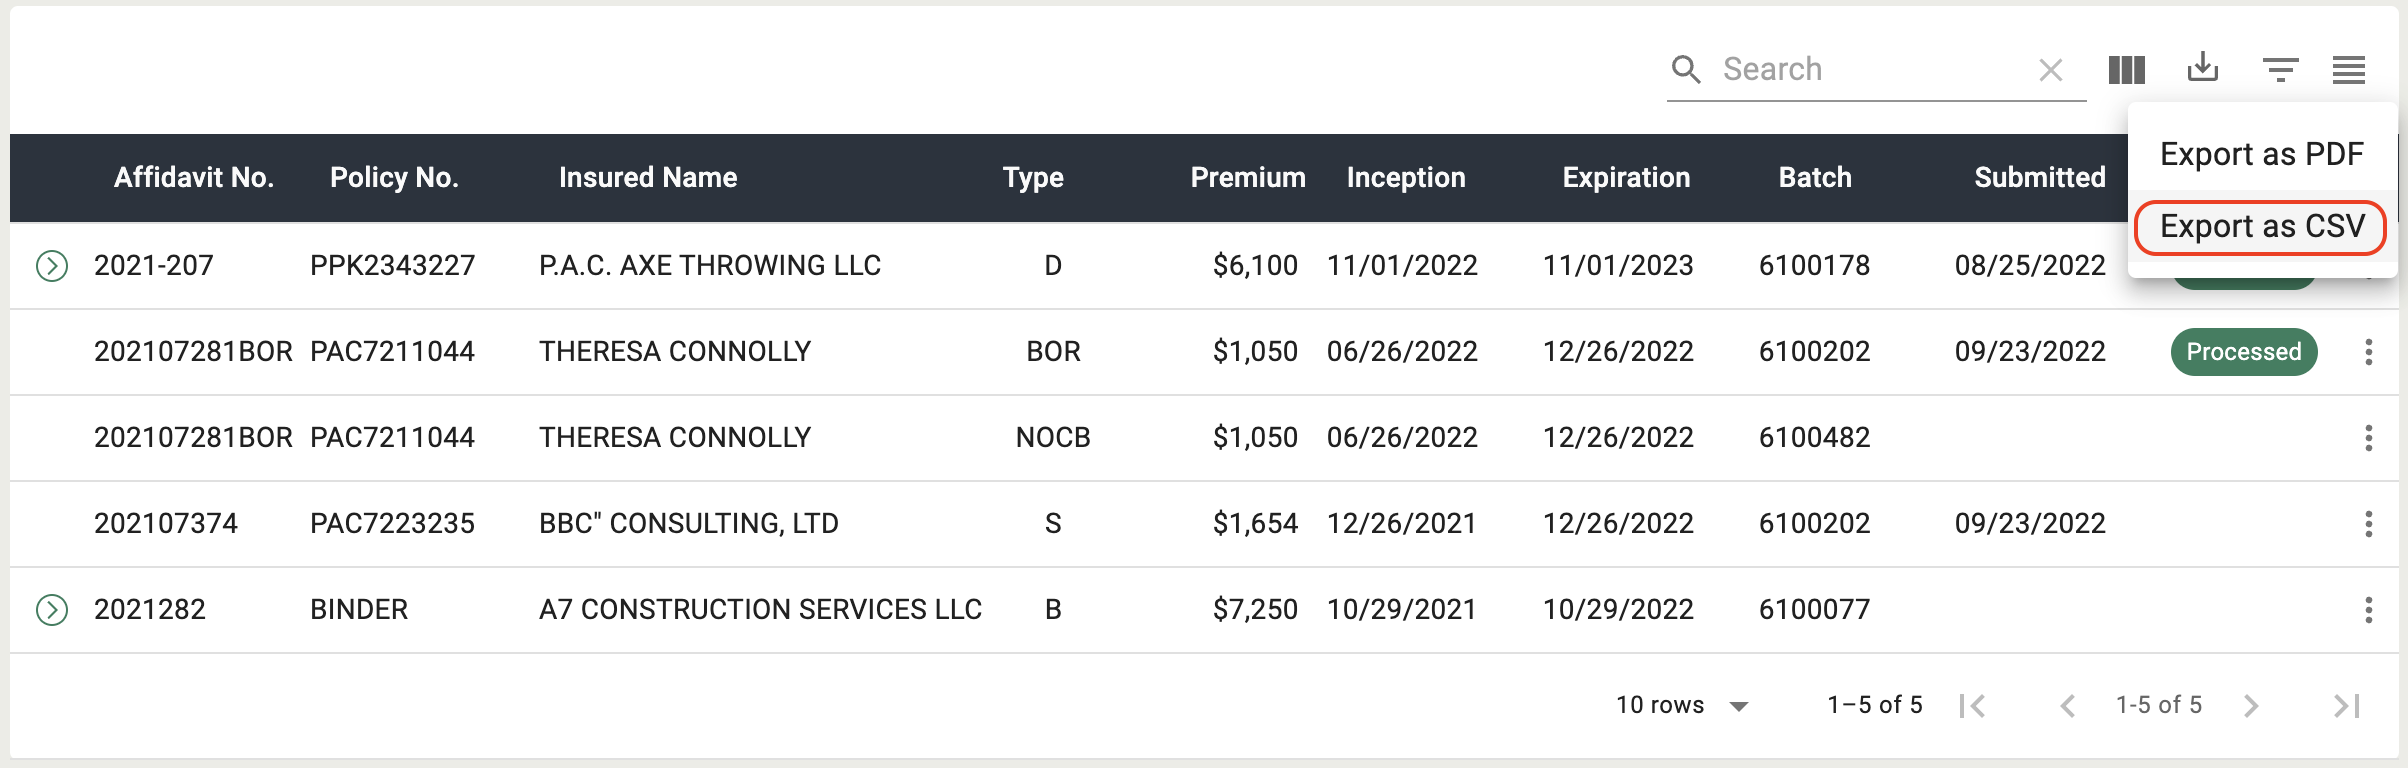 Search
Export as PDF
Export as CSV
Affidavit No. Policy No. Insured Name Type Premium Inception Expiration Batch Submitted
2021-207 PPK2343227 P.A.C. AXE THROWING LLC D $6,100 11/01/2022 11/01/2023 6100178 08/25/2022
202107281BOR PAC7211044 THERESA CONNOLLY BOR $1,050 06/26/2022 12/26/2022 6100202 09/23/2022 Processed
202107281BOR PAC7211044 THERESA CONNOLLY NOCB $1,050 06/26/2022 12/26/2022 6100482
202107374 PAC7223235 BBC" CONSULTING, LTD S $1,654 12/26/2021 12/26/2022 6100202 09/23/2022
2021282 BINDER A7 CONSTRUCTION SERVICES LLC B $7,250 10/29/2021 10/29/2022 6100077
10 rows 1–5 of 5 1-5 of 5